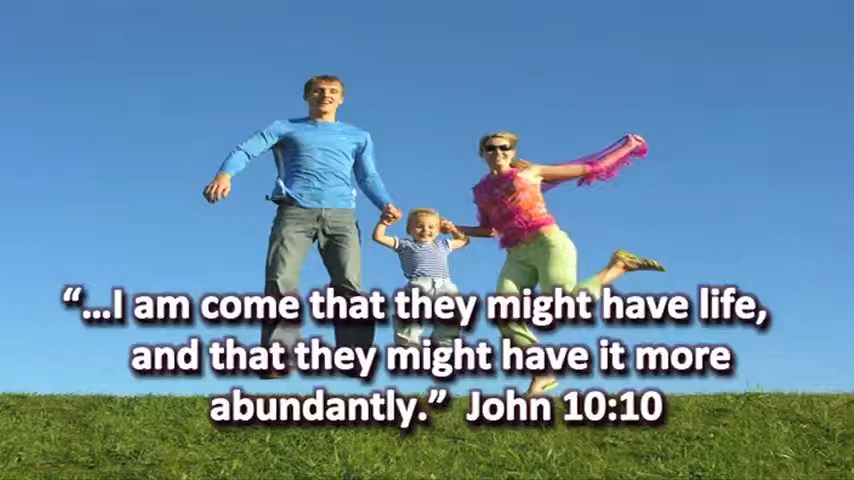 “...I am come that they might have life,
and that they might have it more
abundantly.” John 10:10